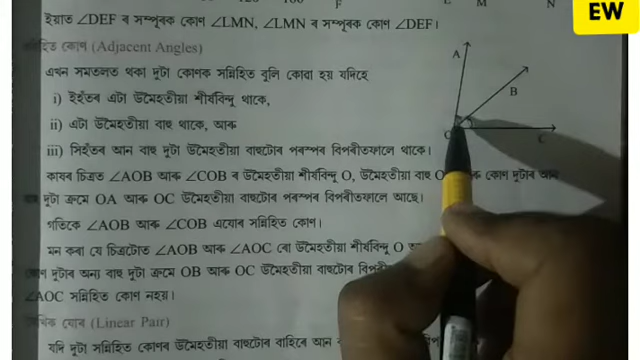 EW
ইয়াত ∠DEF ৰ সম্পূৰক কোণ ∠LMN, ∠LMN ৰ সম্পূৰক কোণ ∠DEF।
কোণ (Adjacent Angles)
এখন সমতলত থকা দুটা কোণক সন্নিহিত বুলি কোৱা হয় যদিহে
i) ইহঁতৰ এটা উমৈহতীয়া শীৰ্ষবিন্দু থাকে,
ii) এটা উমৈহতীয়া বাহু থাকে, আৰু
iii) সিহঁতৰ আন বাহু দুটা উমৈহতীয়া বাহুটোৰ পৰস্পৰ বিপৰীতফালে থাকে।
কাষৰ চিত্ৰত ∠AOB আৰু ∠COB ৰ উমৈহতীয়া শীৰ্ষবিন্দু O, উমৈহতীয়া বাহু কোণ দুটাৰ আন
দুটা ক্ৰমে OA আৰু OC উমৈহতীয়া বাহুটোৰ পৰস্পৰ বিপৰীতফালে আছে।
গতিকে ∠AOB আৰু ∠COB এযোৰ সন্নিহিত কোণ।
মন কৰা যে চিত্ৰটোত ∠AOB আৰু ∠AOC ৰো উমৈহতীয়া শীৰ্ষবিন্দু O
কোণ দুটাৰ অন্য বাহু দুটা ক্ৰমে OB আৰু OC উমৈহতীয়া বাহুটোৰ
∠AOC সন্নিহিত কোণ নহয়।
যোৰ (Linear Pair)
যদি দুটা সন্নিহিত কোণৰ উমৈহতীয়া বাহুটোৰ বাহিৰে আন
A
B
C